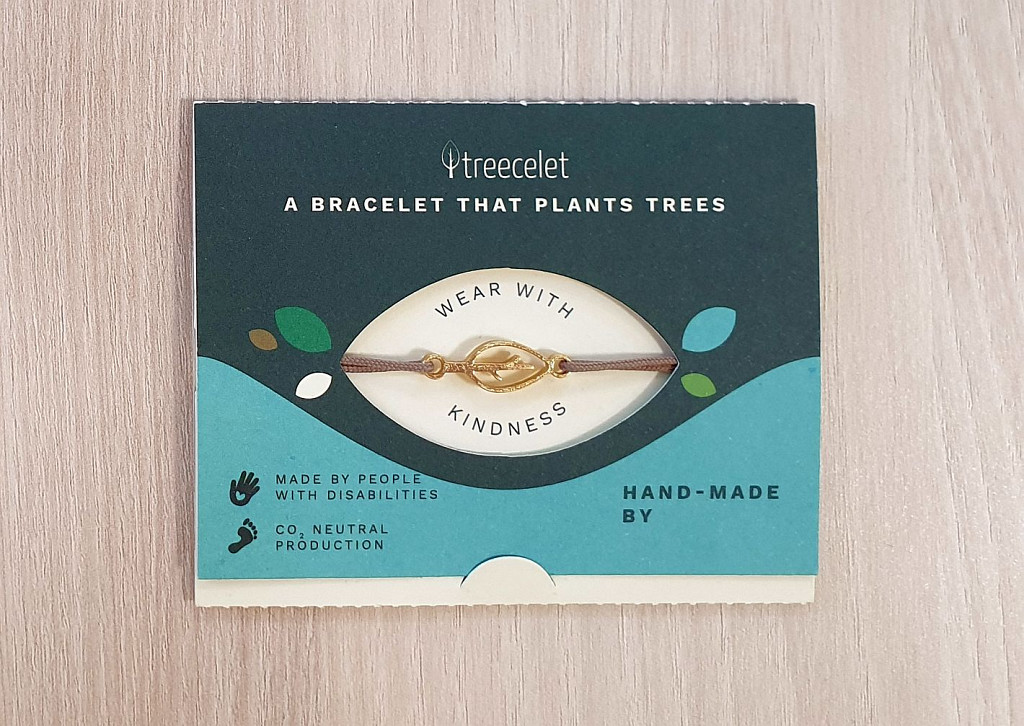 treecelet
A BRACELET THAT PLANTS TREES
WEAR WITH
KINDNESS
MADE BY PEOPLE
WITH DISABILITIES
CO₂ NEUTRAL
PRODUCTION
HAND-MADE
BY